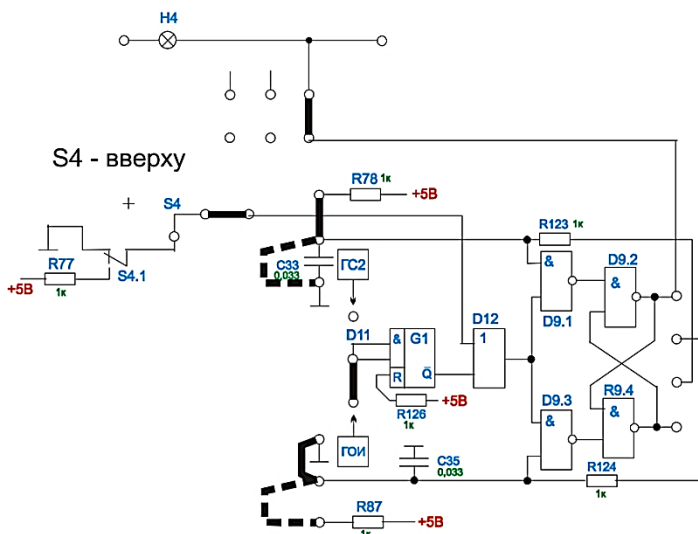 H4
S4 - вверху
+
S4
R78 1к
+5В
R77
1к
+5В
S4.1
C33
0,033
ГС2
R123 1к
D9.2
&
&
D9.1
D11
&
G1
R
Q̄
D12
1
R126
1к
+5В
D9.3
&
R9.4
&
ГОИ
C35
0,033
R124
1к
R87
1к
+5В